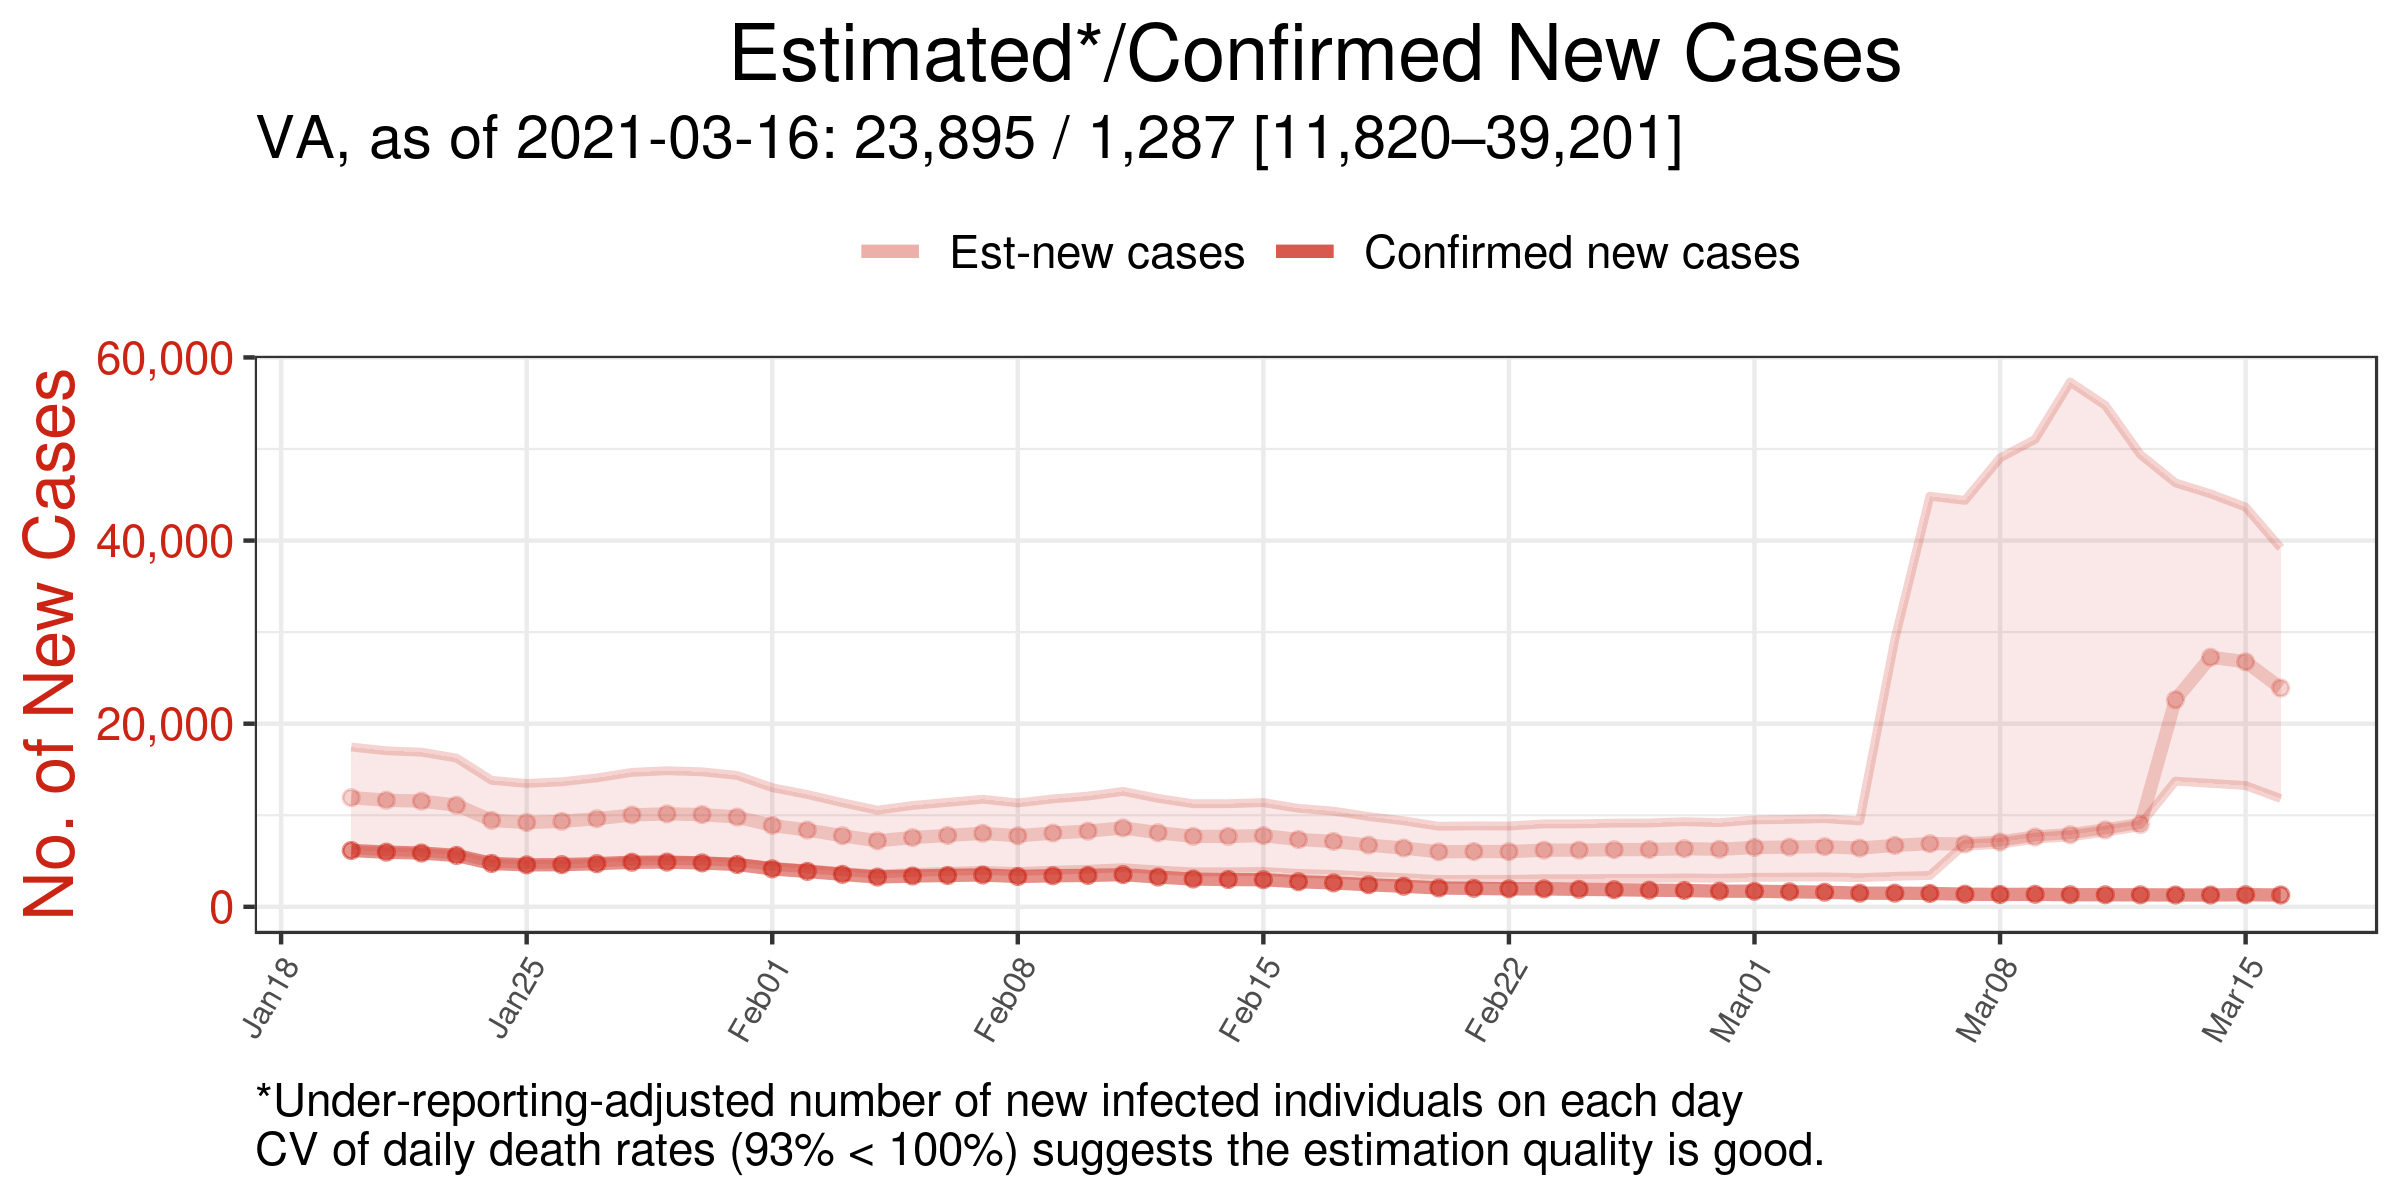 Estimated*/Confirmed New Cases
VA, as of 2021-03-16: 23,895 / 1,287 [11,820–39,201]
Est-new cases
Confirmed new cases
No. of New Cases
60,000
40,000
20,000
0
Jan18
Jan25
Feb01
Feb08
Feb15
Feb22
Mar01
Mar08
Mar15
*Under-reporting-adjusted number of new infected individuals on each day
CV of daily death rates (93% < 100%) suggests the estimation quality is good.